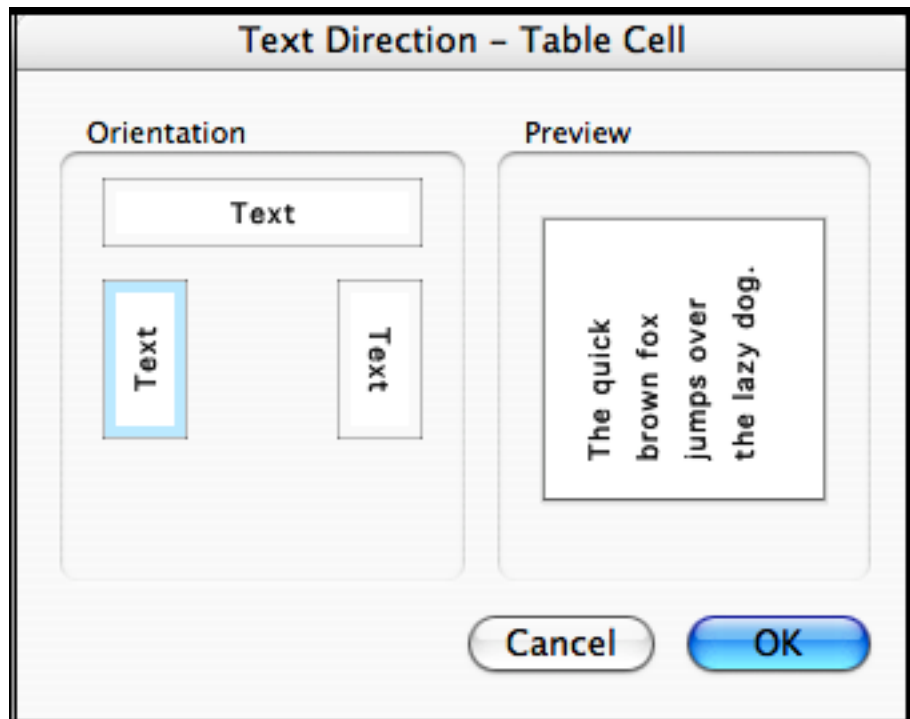 Text Direction – Table Cell
Orientation
Text
Text
Text
Preview
The quick
brown fox
jumps over
the lazy dog.
Cancel
OK